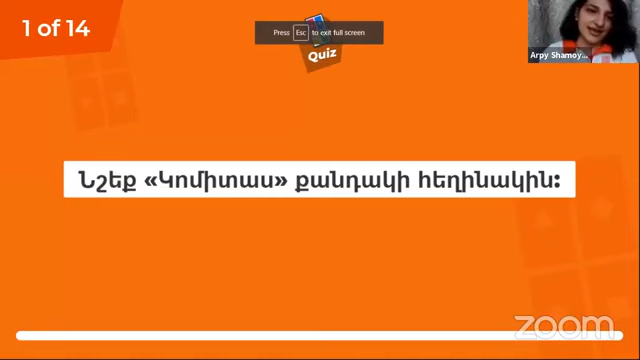 1 of 14
Press Esc to exit full screen
Quiz
Arpy Shamoy...
Նշեք «Կոմիտաս» քանդակի հեղինակին:
zoom